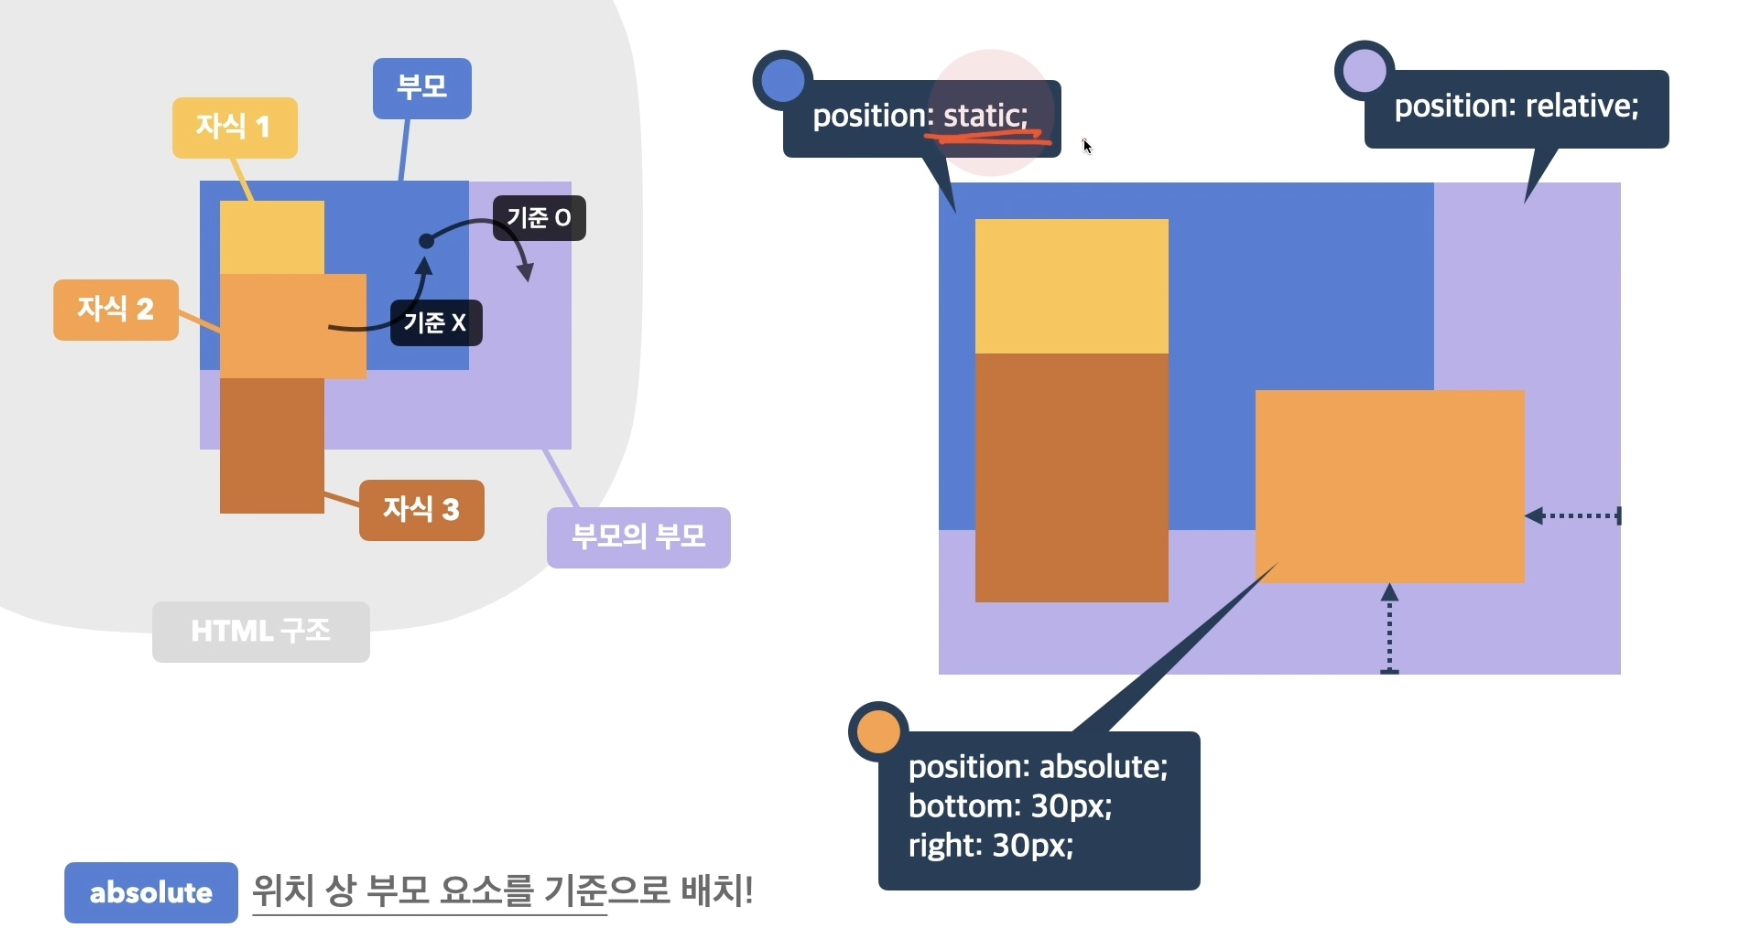 부모
자식 1
기준 O
자식 2
기준 X
자식 3
부모의 부모
HTML 구조
position: static;
position: relative;
position: absolute;
bottom: 30px;
right: 30px;
absolute 위치 상 부모 요소를 기준으로 배치!